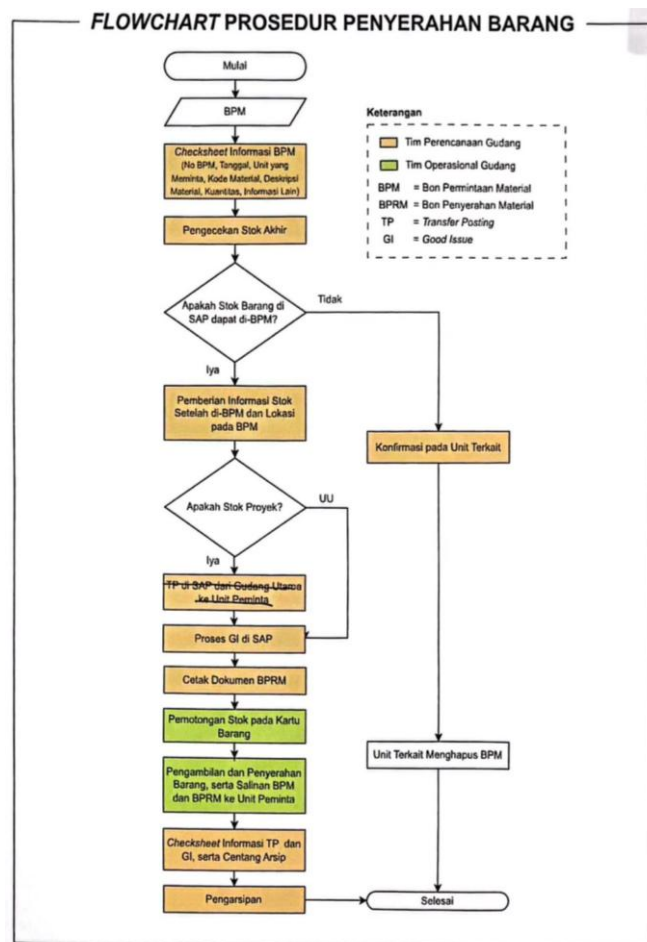 FLOWCHART PROSEDUR PENYERAHAN BARANG
Mulai
BPM
Checksheet Informasi BPM
(No BPM, Tanggal, Unit yang
Meminta, Kode Material, Deskripsi
Material, Kuantitas, Informasi Lain)
Pengecekan Stok Akhir
Apakah Stok Barang di
SAP dapat di-BPM?
Tidak
Iya
Pemberian Informasi Stok
Setelah di-BPM dan Lokasi
pada BPM
Konfirmasi pada Unit Terkait
Apakah Stok Proyek?
UU
Iya
TP di SAP dari Gudang Utama
ke Unit Peminta
Proses GI di SAP
Cetak Dokumen BPRM
Pemotongan Stok pada Kartu
Barang
Unit Terkait Menghapus BPM
Pengambilan dan Penyerahan
Barang, serta Salinan BPM
dan BPRM ke Unit Peminta
Checksheet Informasi TP dan
GI, serta Centang Arsip
Pengarsipan
Selesai
Keterangan
Tim Perencanaan Gudang
Tim Operasional Gudang
BPM = Bon Permintaan Material
BPRM = Bon Penyerahan Material
TP = Transfer Posting
GI = Good Issue